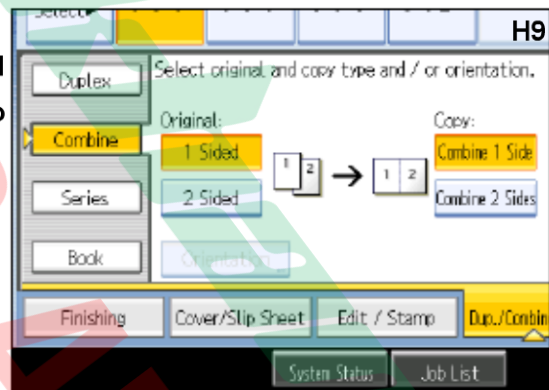 Select▶
H9
Select original and copy type and / or orientation.
Duplex
Original:
Copy:
Combine
1 Sided
Combine 1 Side
1 2
1 2
Series
2 Sided
Combine 2 Sides
Book
Orientation
Finishing
Cover/Slip Sheet
Edit / Stamp
Dup./Combin
System Status
Job List